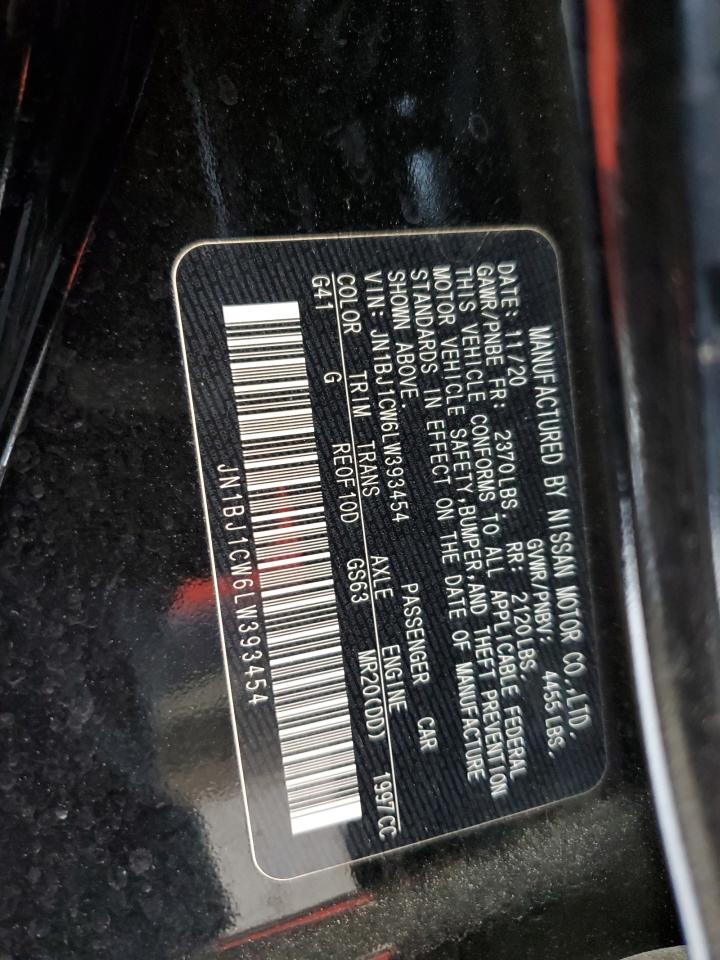 MANUFACTURED BY NISSAN MOTOR CO.,LTD.
DATE: 11/20 GVWR/PNBV: 4455LBS.
GAWR/PNBE FR: 2370LBS. RR: 2120LBS.
THIS VEHICLE CONFORMS TO ALL APPLICABLE FEDERAL
MOTOR VEHICLE SAFETY,BUMPER,AND THEFT PREVENTION
STANDARDS IN EFFECT ON THE DATE OF MANUFACTURE
SHOWN ABOVE.
VIN: JN1BJ1CW6LW393454 PASSENGER CAR
COLOR TRIM TRANS AXLE ENGINE
G41 G RE0F10D GS63 MR20(DD) 1997CC
JN1BJ1CW6LW393454